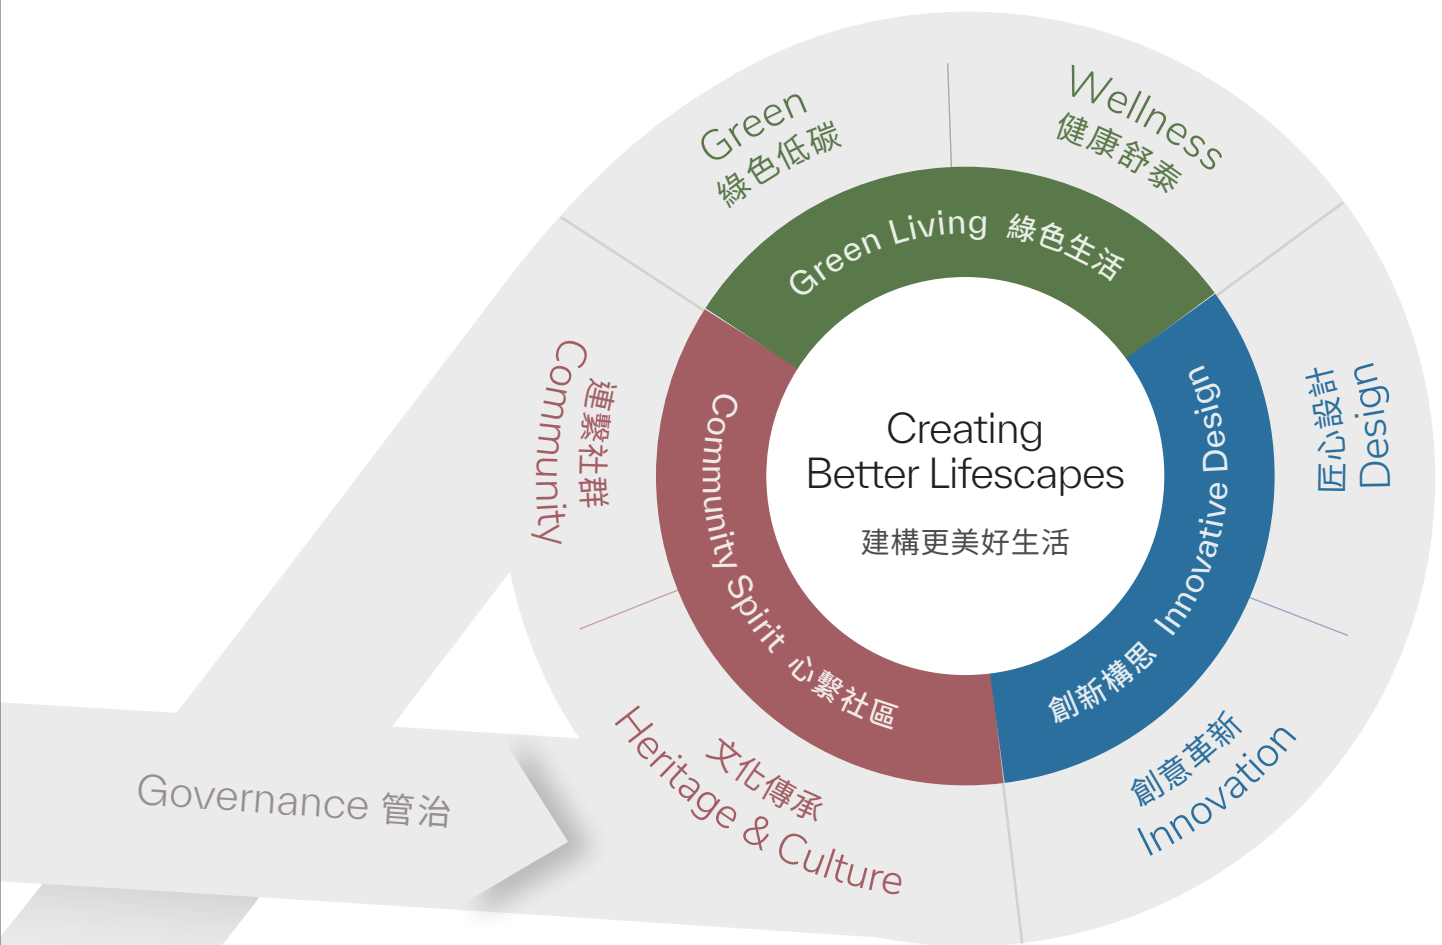 Green
綠色低碳
Wellness
健康舒泰
Green Living 綠色生活
Community
連繫社群
Community Spirit 心繫社區
Creating
Better Lifescapes
建構更美好生活
創新構思 Innovative Design
匠心設計
Design
文化傳承
Heritage & Culture
創意革新
Innovation
Governance 管治